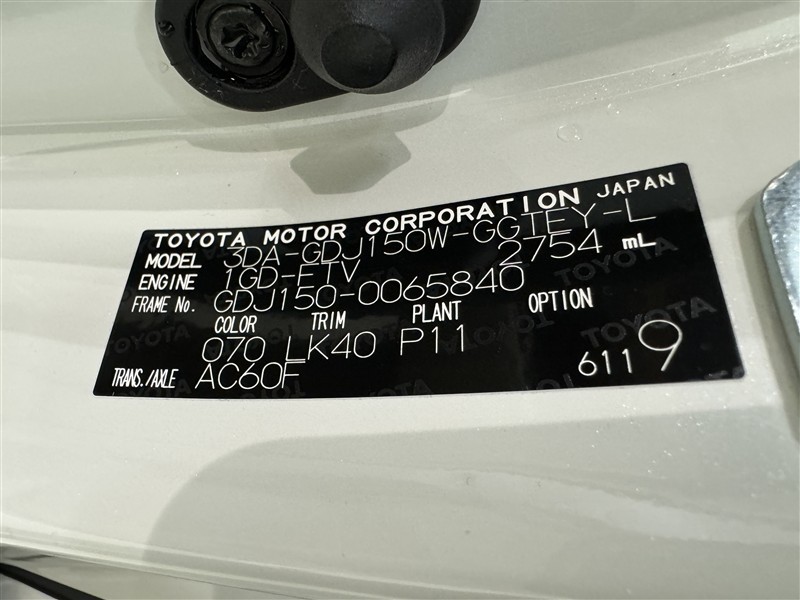 TOYOTA MOTOR CORPORATION JAPAN
MODEL 3DA-GDJ150W-GGTEY-L
ENGINE 1GD-FTV 2754 mL
FRAME No. GDJ150-0065840
COLOR TRIM PLANT OPTION
070 LK40 P11
TRANS./AXLE AC60F 6119